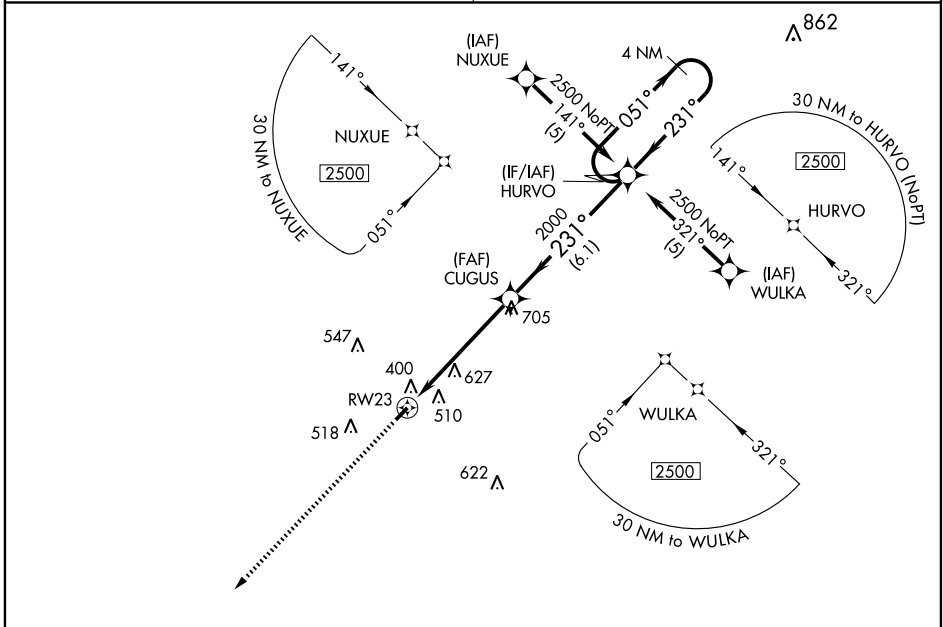 862
(IAF)
NUXUE
4 NM
141°
2500 NoPT
141°
(5)
051°
231°
30 NM to NUXUE
NUXUE
2500
051°
30 NM to HURVO (NoPT)
141°
2500
HURVO
321°
(IF/IAF)
HURVO
2500 NoPT
321°
(5)
(IAF)
WULKA
2000
231°
(6.1)
(FAF)
CUGUS
705
547
400
627
RW23
510
518
622
WULKA
051°
321°
2500
30 NM to WULKA